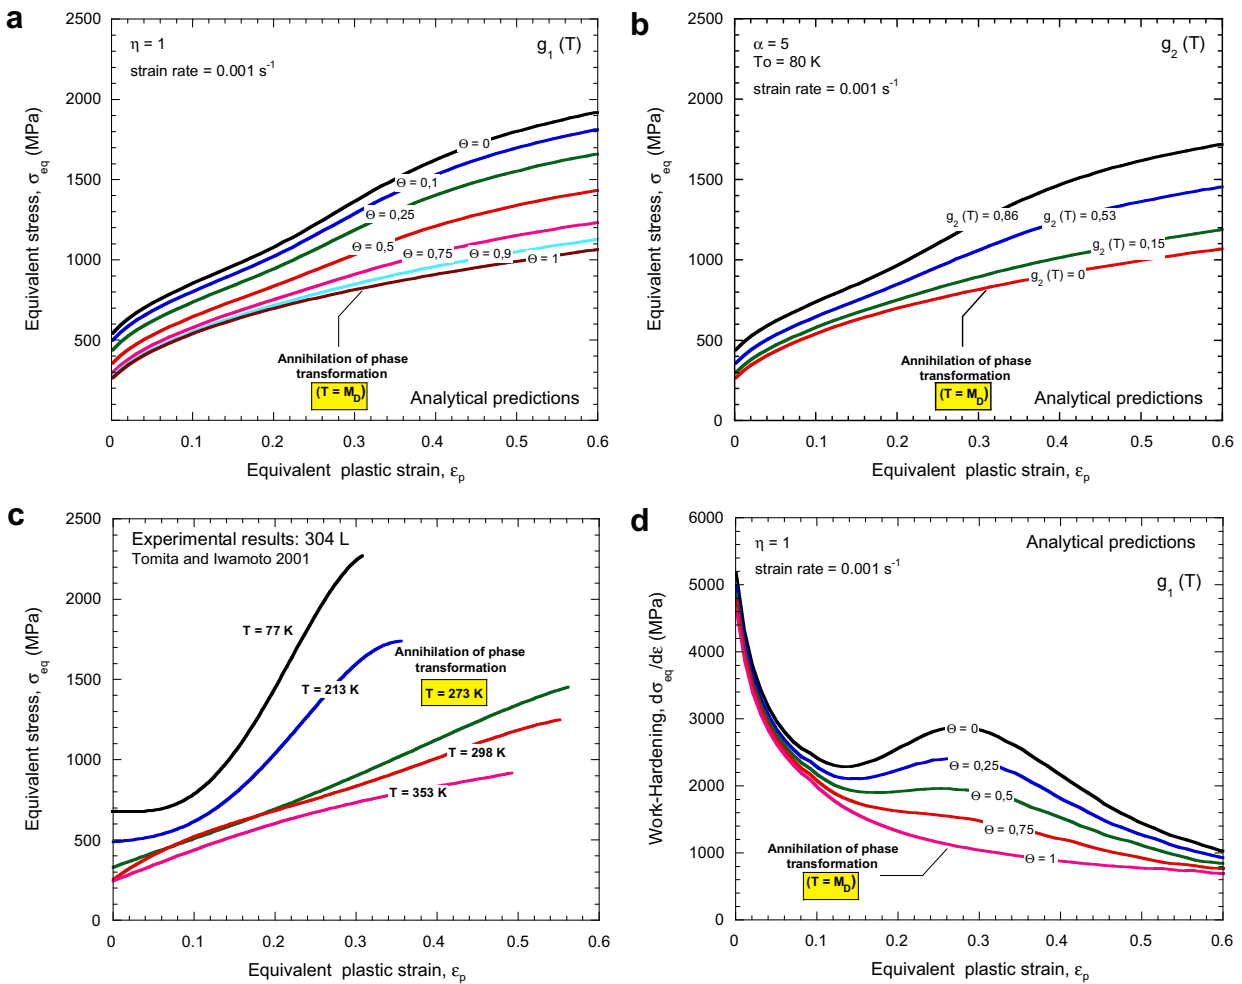 a
η = 1
g1 (T)
strain rate = 0.001 s-1
Equivalent stress, σeq (MPa)
2500
2000
1500
1000
500
0
Θ = 0
Θ = 0,1
Θ = 0,25
Θ = 0,5
Θ = 0,75
Θ = 0,9
Θ = 1
Annihilation of phase
transformation
(T = MD)
Analytical predictions
0 0.1 0.2 0.3 0.4 0.5 0.6
Equivalent plastic strain, εp
b
α = 5
g2 (T)
To = 80 K
strain rate = 0.001 s-1
Equivalent stress, σeq (MPa)
2500
2000
1500
1000
500
0
g2 (T) = 0,86
g2 (T) = 0,53
g2 (T) = 0,15
g2 (T) = 0
Annihilation of phase
transformation
(T = MD)
Analytical predictions
0 0.1 0.2 0.3 0.4 0.5 0.6
Equivalent plastic strain, εp
c
Experimental results: 304 L
Tomita and Iwamoto 2001
Equivalent stress, σeq (MPa)
2500
2000
1500
1000
500
0
T = 77 K
T = 213 K
Annihilation of phase
transformation
T = 273 K
T = 298 K
T = 353 K
0 0.1 0.2 0.3 0.4 0.5 0.6
Equivalent plastic strain, εp
d
η = 1
Analytical predictions
strain rate = 0.001 s-1
g1 (T)
Work-Hardening, dσeq/dε (MPa)
6000
5000
4000
3000
2000
1000
0
Θ = 0
Θ = 0,25
Θ = 0,5
Θ = 0,75
Θ = 1
Annihilation of phase
transformation
(T = MD)
0 0.1 0.2 0.3 0.4 0.5 0.6
Equivalent plastic strain, εp